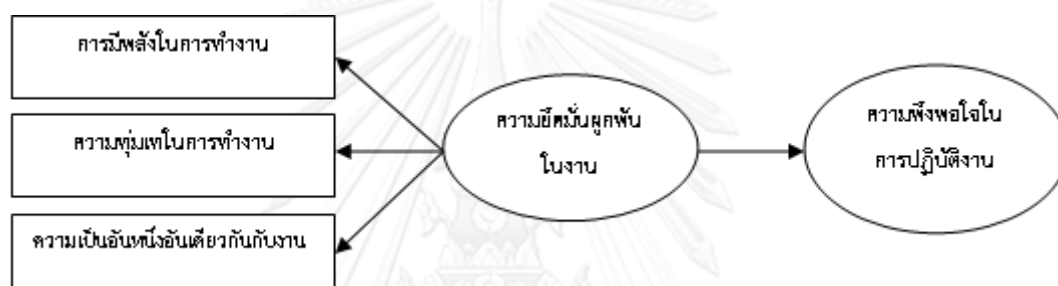 การมีพลังในการทำงาน
ความทุ่มเทในการทำงาน
ความเป็นอันหนึ่งอันเดียวกันกับงาน
ความยึดมั่นผูกพัน
ในงาน
ความพึงพอใจใน
การปฏิบัติงาน